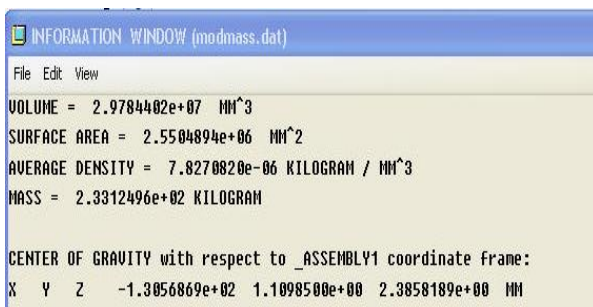 INFORMATION WINDOW (modmass.dat)
File Edit View
VOLUME = 2.9784402e+07 MM^3
SURFACE AREA = 2.5504894e+06 MM^2
AVERAGE DENSITY = 7.8270820e-06 KILOGRAM / MM^3
MASS = 2.3312496e+02 KILOGRAM
CENTER OF GRAVITY with respect to _ASSEMBLY1 coordinate frame:
X Y Z -1.3056869e+02 1.1098500e+00 2.3858189e+00 MM